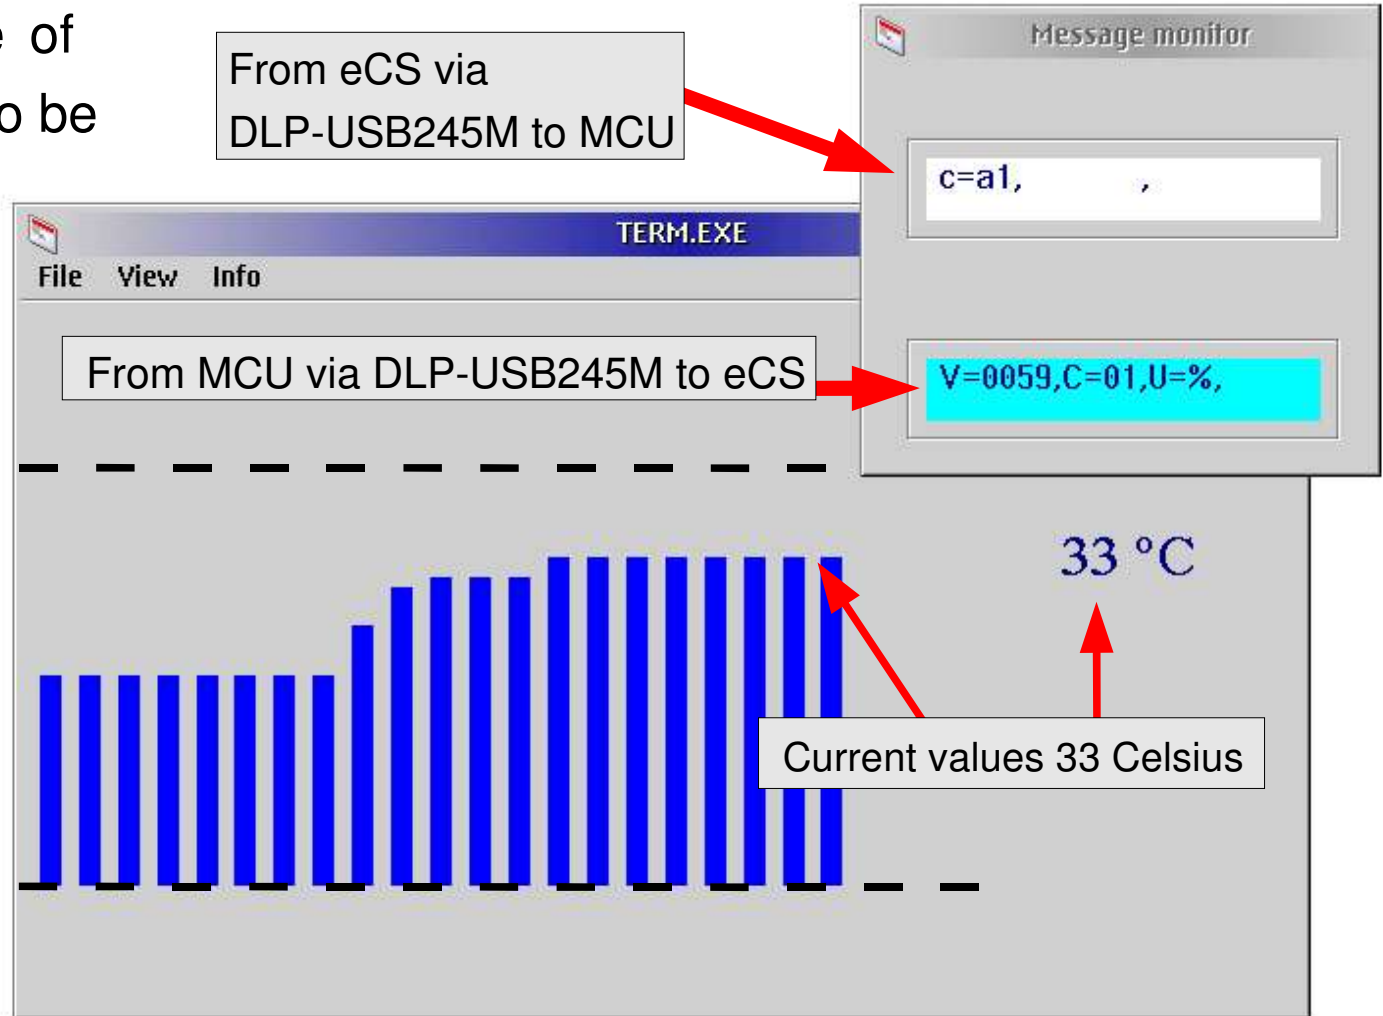 e of
o be
From eCS via
DLP-USB245M to MCU
Message monitor
c=a1, ,
TERM.EXE
File View Info
From MCU via DLP-USB245M to eCS
V=0059,C=01,U=%,
33 °C
Current values 33 Celsius